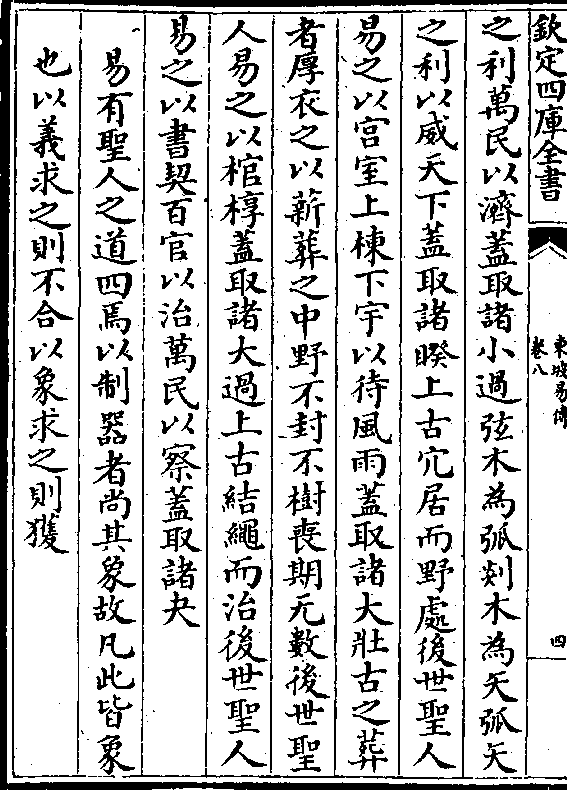 欽定四庫全書
東坡易傳
卷八
四
之利萬民以濟蓋取諸小過弦木為弧剡木為矢弧矢
之利以威天下蓋取諸睽上古穴居而野處後世聖人
易之以宫室上棟下宇以待風雨蓋取諸大壯古之葬
者厚衣之以薪葬之中野不封不樹喪期无數後世聖
人易之以棺椁蓋取諸大過上古結繩而治後世聖人
易之以書契百官以治萬民以察蓋取諸夬
易有聖人之道四焉以制器者尚其象故凡此皆象
也以義求之則不合以象求之則獲